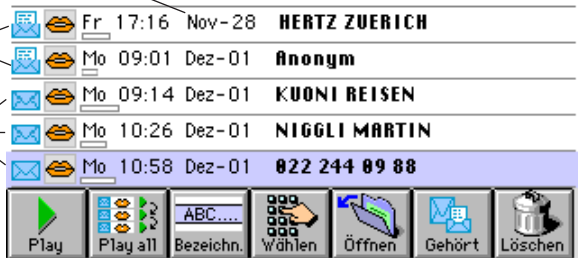 Fr 17:16 Nov-28 HERTZ ZUERICH
Mo 09:01 Dez-01 Anonym
Mo 09:14 Dez-01 KUONI REISEN
Mo 10:26 Dez-01 NIGGLI MARTIN
Mo 10:58 Dez-01 022 244 09 88
ABC....
Play Play all Bezeichn. Wählen Öffnen Gehört Löschen